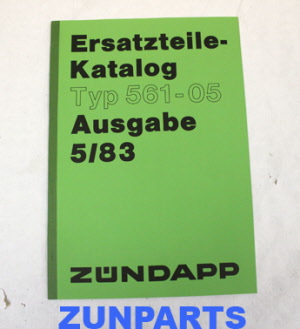 Ersatzteile-
Katalog
Typ 561-05
Ausgabe
5/83
ZÜNDAPP
ZUNPARTS